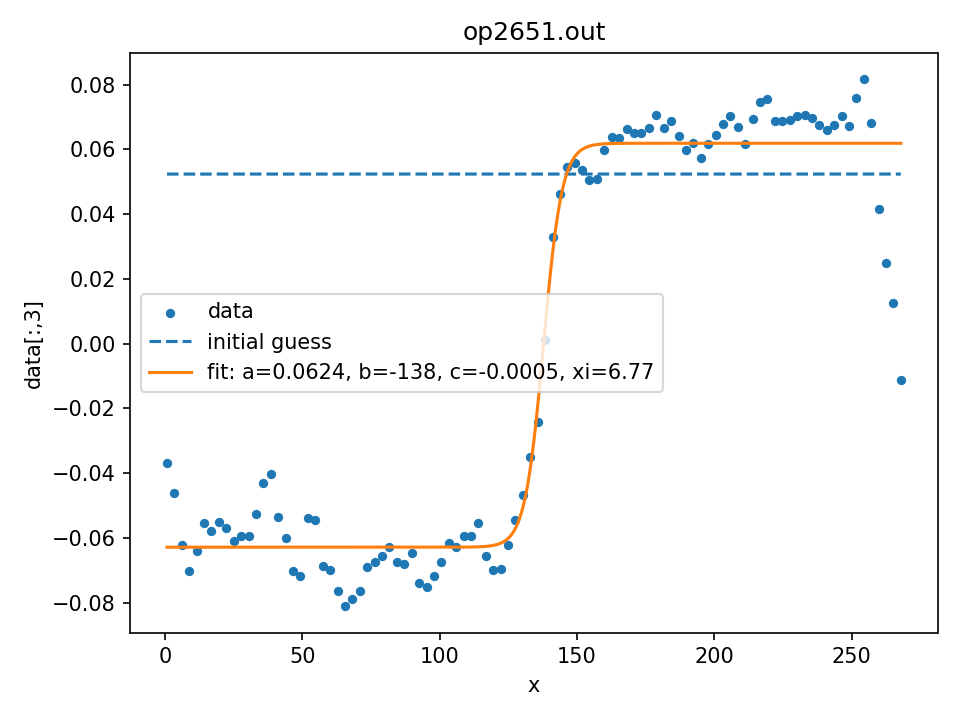 op2651.out
data[:,3]
0.08
0.06
0.04
0.02
0.00
−0.02
−0.04
−0.06
−0.08
data
initial guess
fit: a=0.0624, b=-138, c=-0.0005, xi=6.77
0 50 100 150 200 250
x